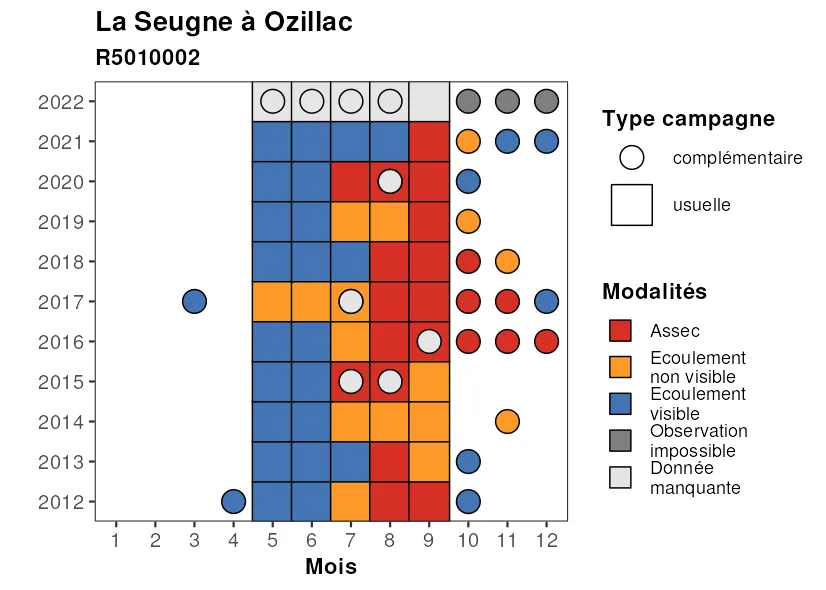 La Seugne à Ozillac
R5010002
2022
2021
2020
2019
2018
2017
2016
2015
2014
2013
2012
1 2 3 4 5 6 7 8 9 10 11 12
Mois
Type campagne
complémentaire
usuelle
Modalités
Assec
Ecoulement
non visible
Ecoulement
visible
Observation
impossible
Donnée
manquante